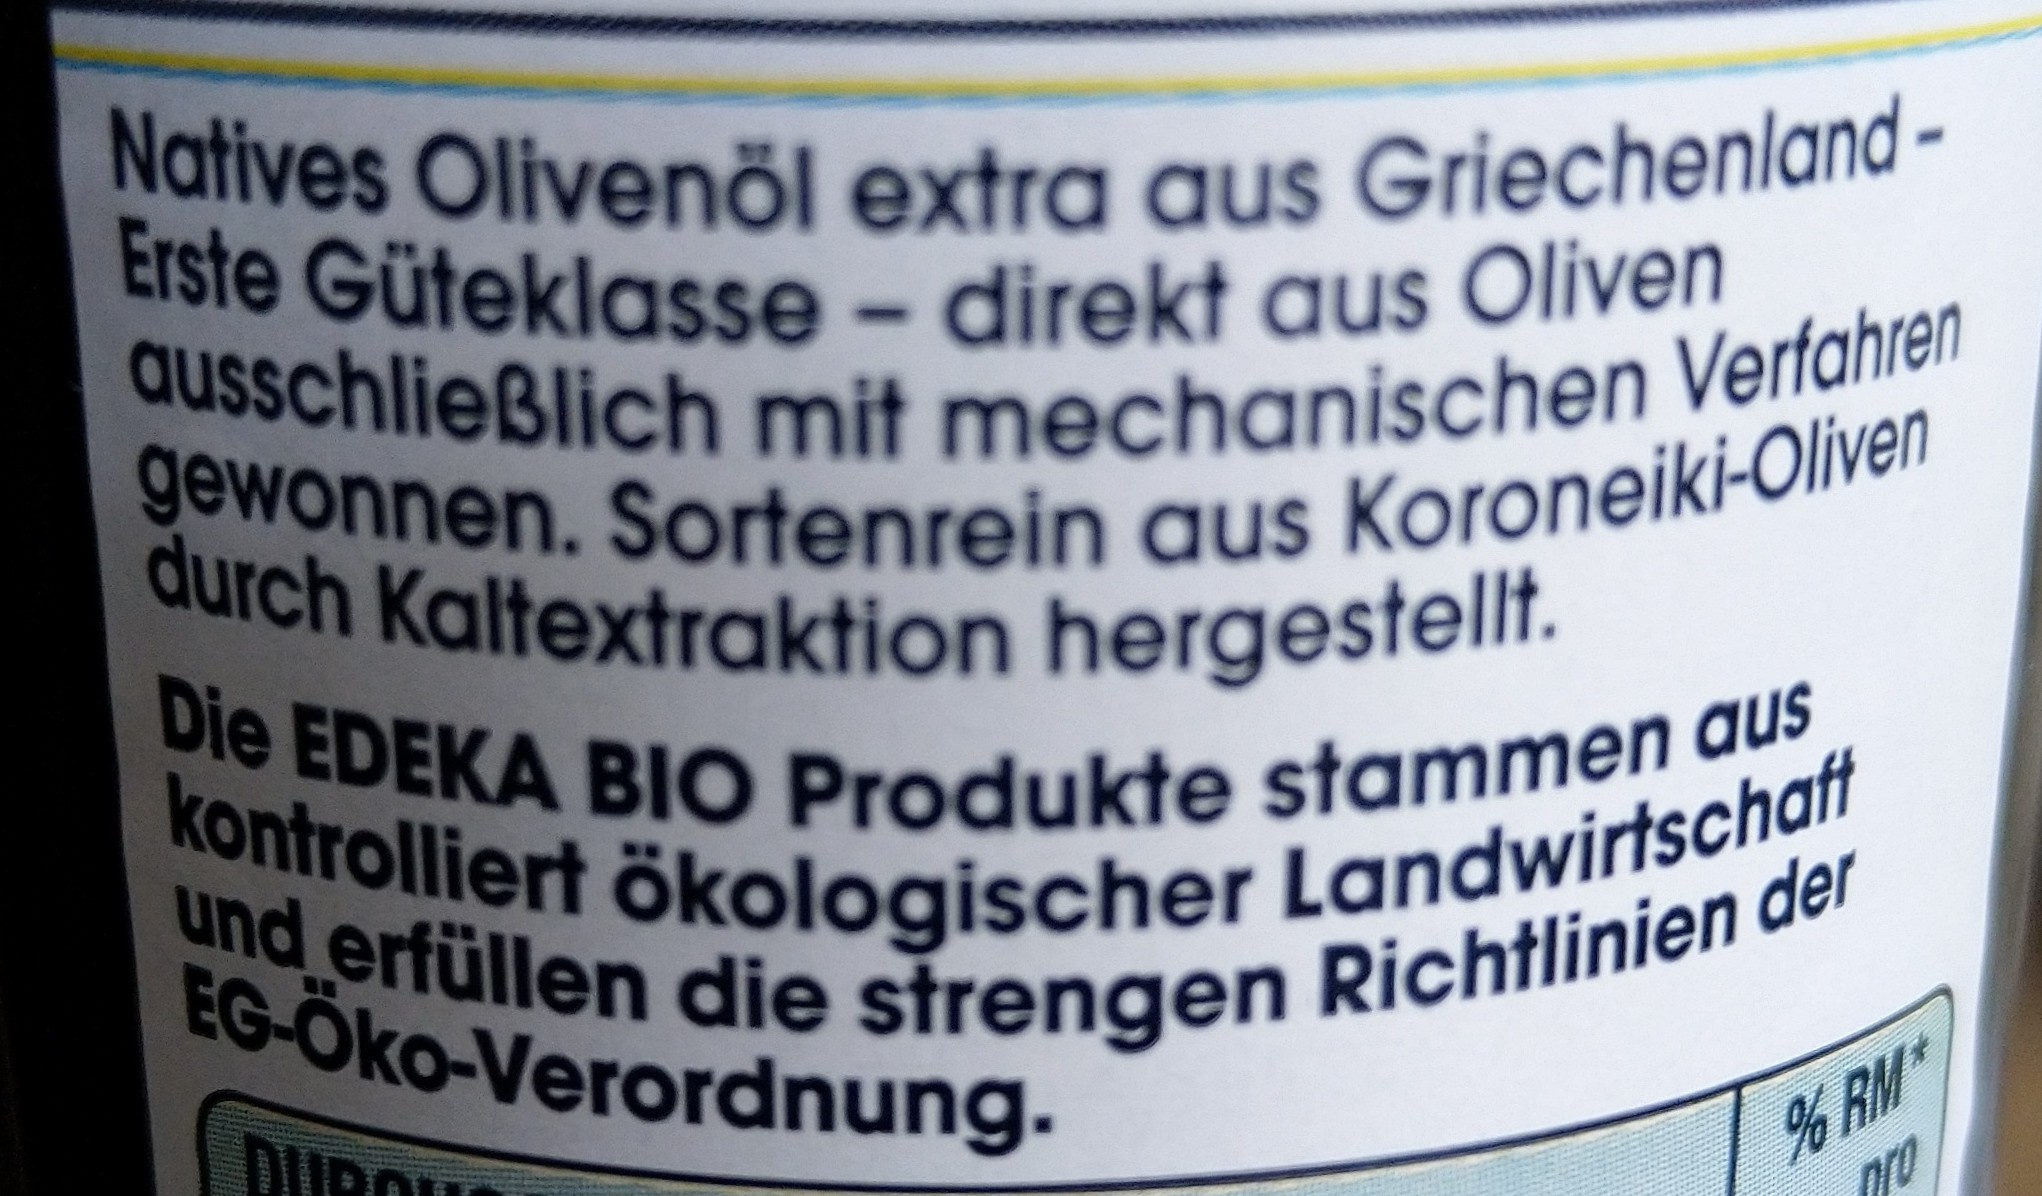 Natives Olivenöl extra aus Griechenland -
Erste Güteklasse – direkt aus Oliven
ausschließlich mit mechanischen Verfahren
gewonnen. Sortenrein aus Koroneiki-Oliven
durch Kaltextraktion hergestellt.
Die EDEKA BIO Produkte stammen aus
kontrolliert ökologischer Landwirtschaft
und erfüllen die strengen Richtlinien der
EG-Öko-Verordnung.
% RM*
pro